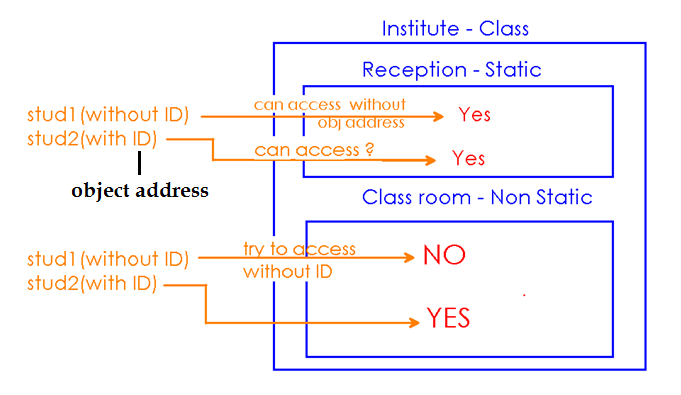 Institute - Class
Reception - Static
stud1(without ID)
can access without
obj address
Yes
stud2(with ID)
can access ?
Yes
object address
Class room - Non Static
stud1(without ID)
try to access
without ID
NO
stud2(with ID)
YES